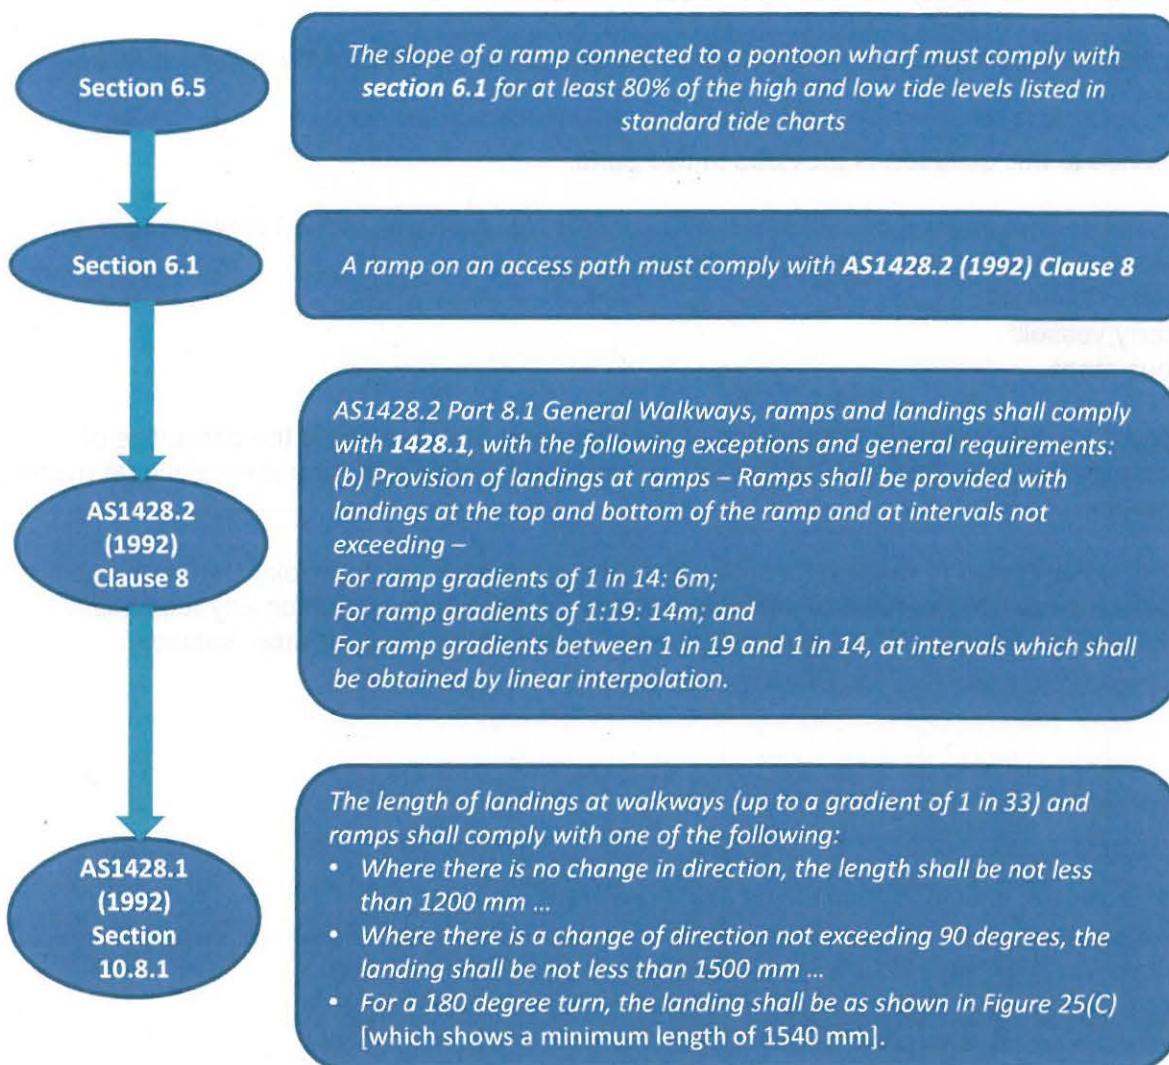 Section 6.5
The slope of a ramp connected to a pontoon wharf must comply with
section 6.1 for at least 80% of the high and low tide levels listed in
standard tide charts
Section 6.1
A ramp on an access path must comply with AS1428.2 (1992) Clause 8
AS1428.2
(1992)
Clause 8
AS1428.2 Part 8.1 General Walkways, ramps and landings shall comply
with 1428.1, with the following exceptions and general requirements:
(b) Provision of landings at ramps – Ramps shall be provided with
landings at the top and bottom of the ramp and at intervals not
exceeding –
For ramp gradients of 1 in 14: 6m;
For ramp gradients of 1:19: 14m; and
For ramp gradients between 1 in 19 and 1 in 14, at intervals which shall
be obtained by linear interpolation.
AS1428.1
(1992)
Section
10.8.1
The length of landings at walkways (up to a gradient of 1 in 33) and
ramps shall comply with one of the following:
• Where there is no change in direction, the length shall be not less
than 1200 mm ...
• Where there is a change of direction not exceeding 90 degrees, the
landing shall be not less than 1500 mm ...
• For a 180 degree turn, the landing shall be as shown in Figure 25(C)
[which shows a minimum length of 1540 mm].